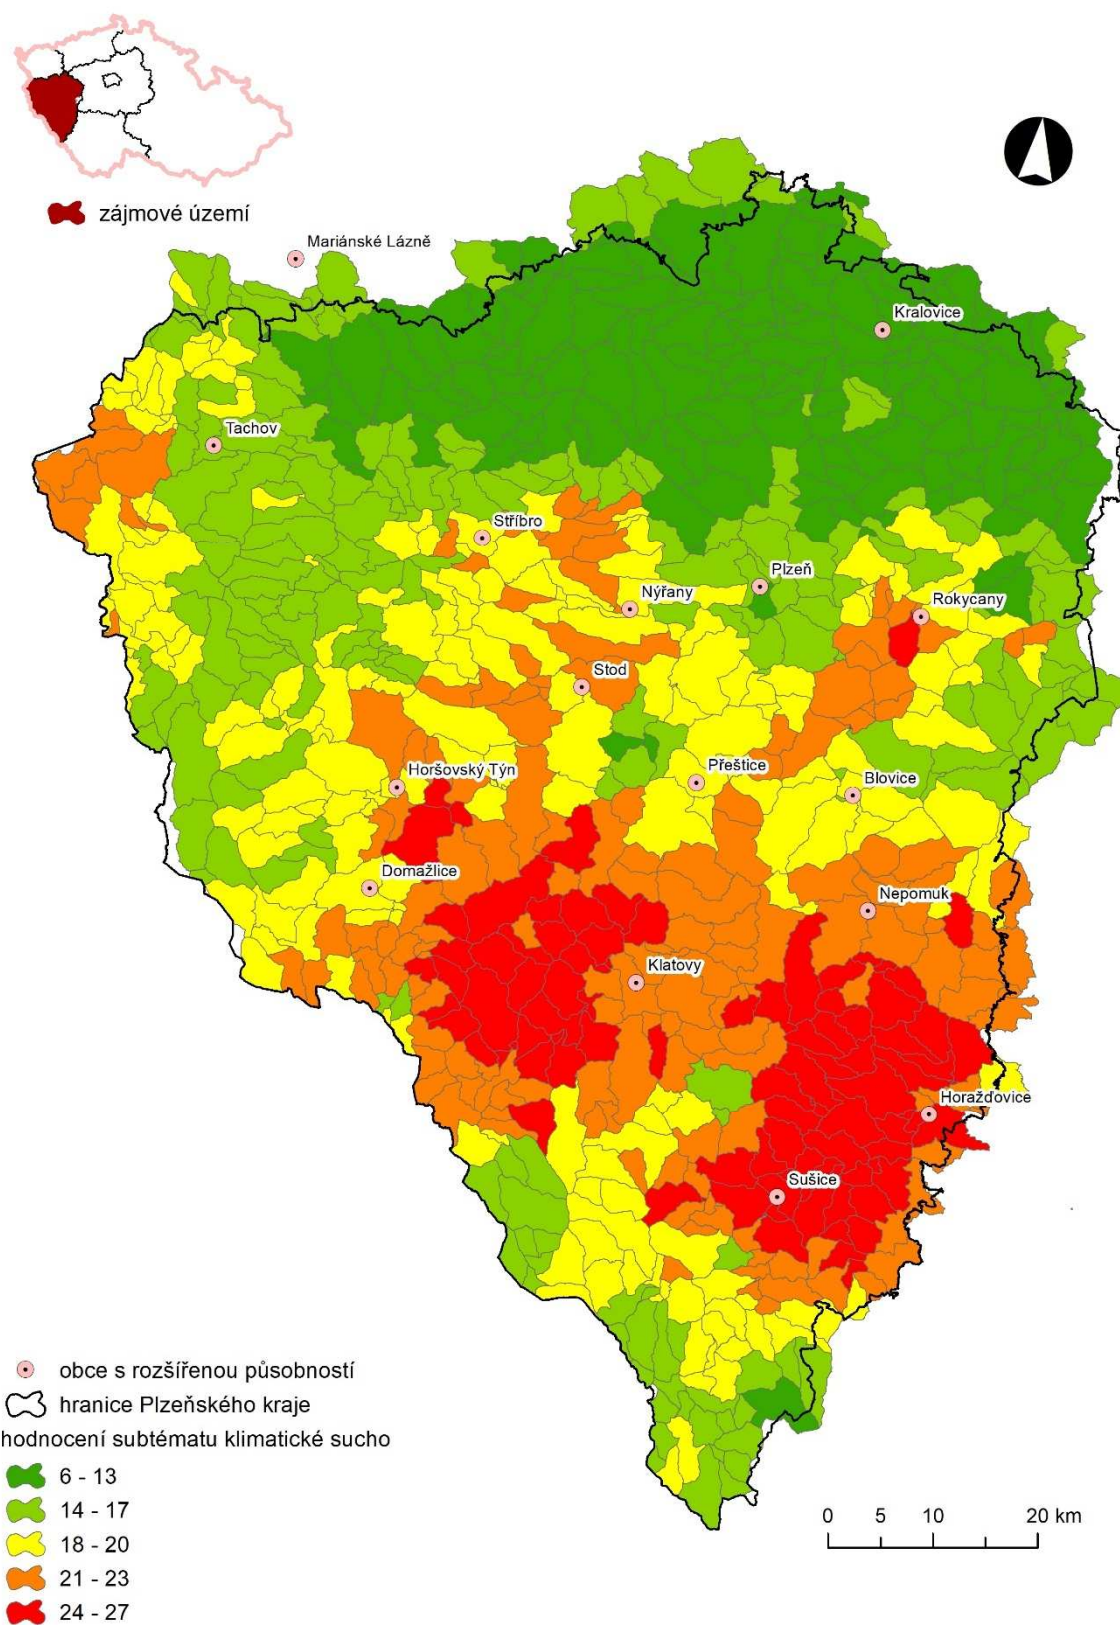 zájmové území
Mariánské Lázně
Kralovice
Tachov
Stříbro
Plzeň
Nýřany
Rokycany
Stod
Přeštice
Horšovský Týn
Blovice
Domažlice
Nepomuk
Klatovy
Horažďovice
Sušice
obce s rozšířenou působností
hranice Plzeňského kraje
hodnocení subtématu klimatické sucho
6 - 13
14 - 17
18 - 20
21 - 23
24 - 27
0 5 10 20 km